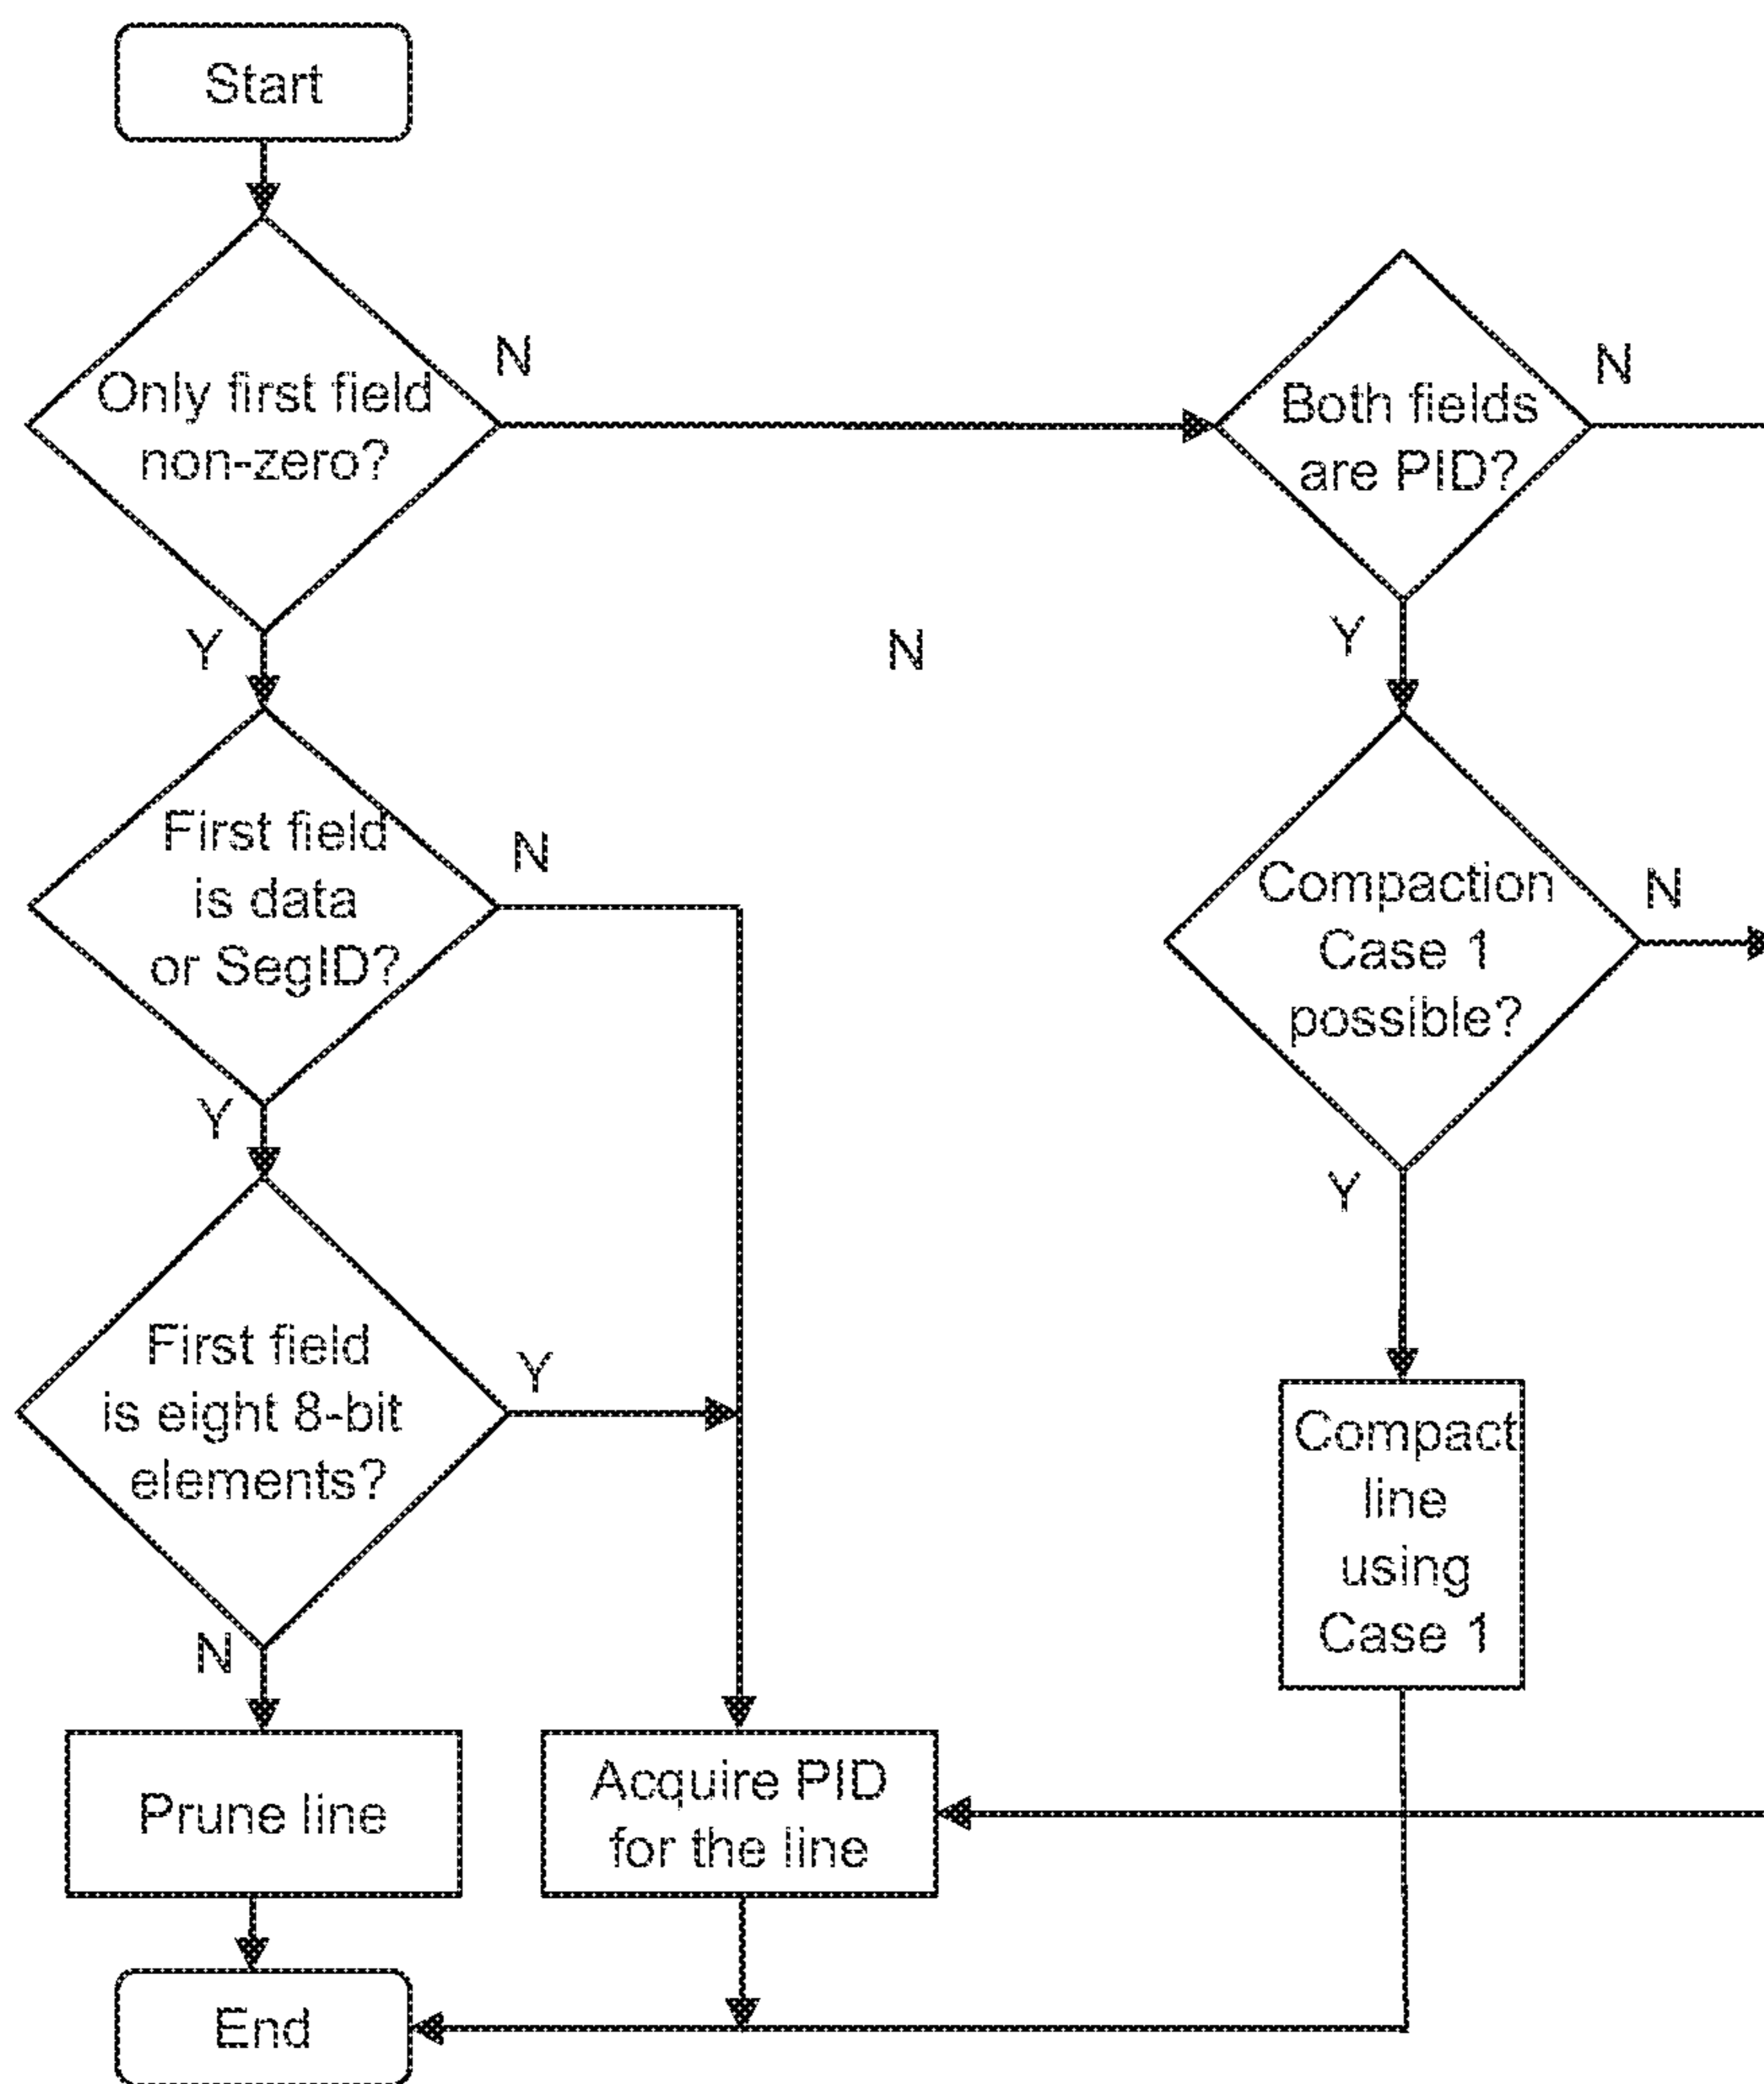 Start
Only first field
non-zero?
N
Y
Both fields
are PID?
N
Y
N
First field
is data
or SegID?
N
Y
Compaction
Case 1
possible?
N
Y
First field
is eight 8-bit
elements?
Y
N
Compact
line
using
Case 1
Prune line
Acquire PID
for the line
End